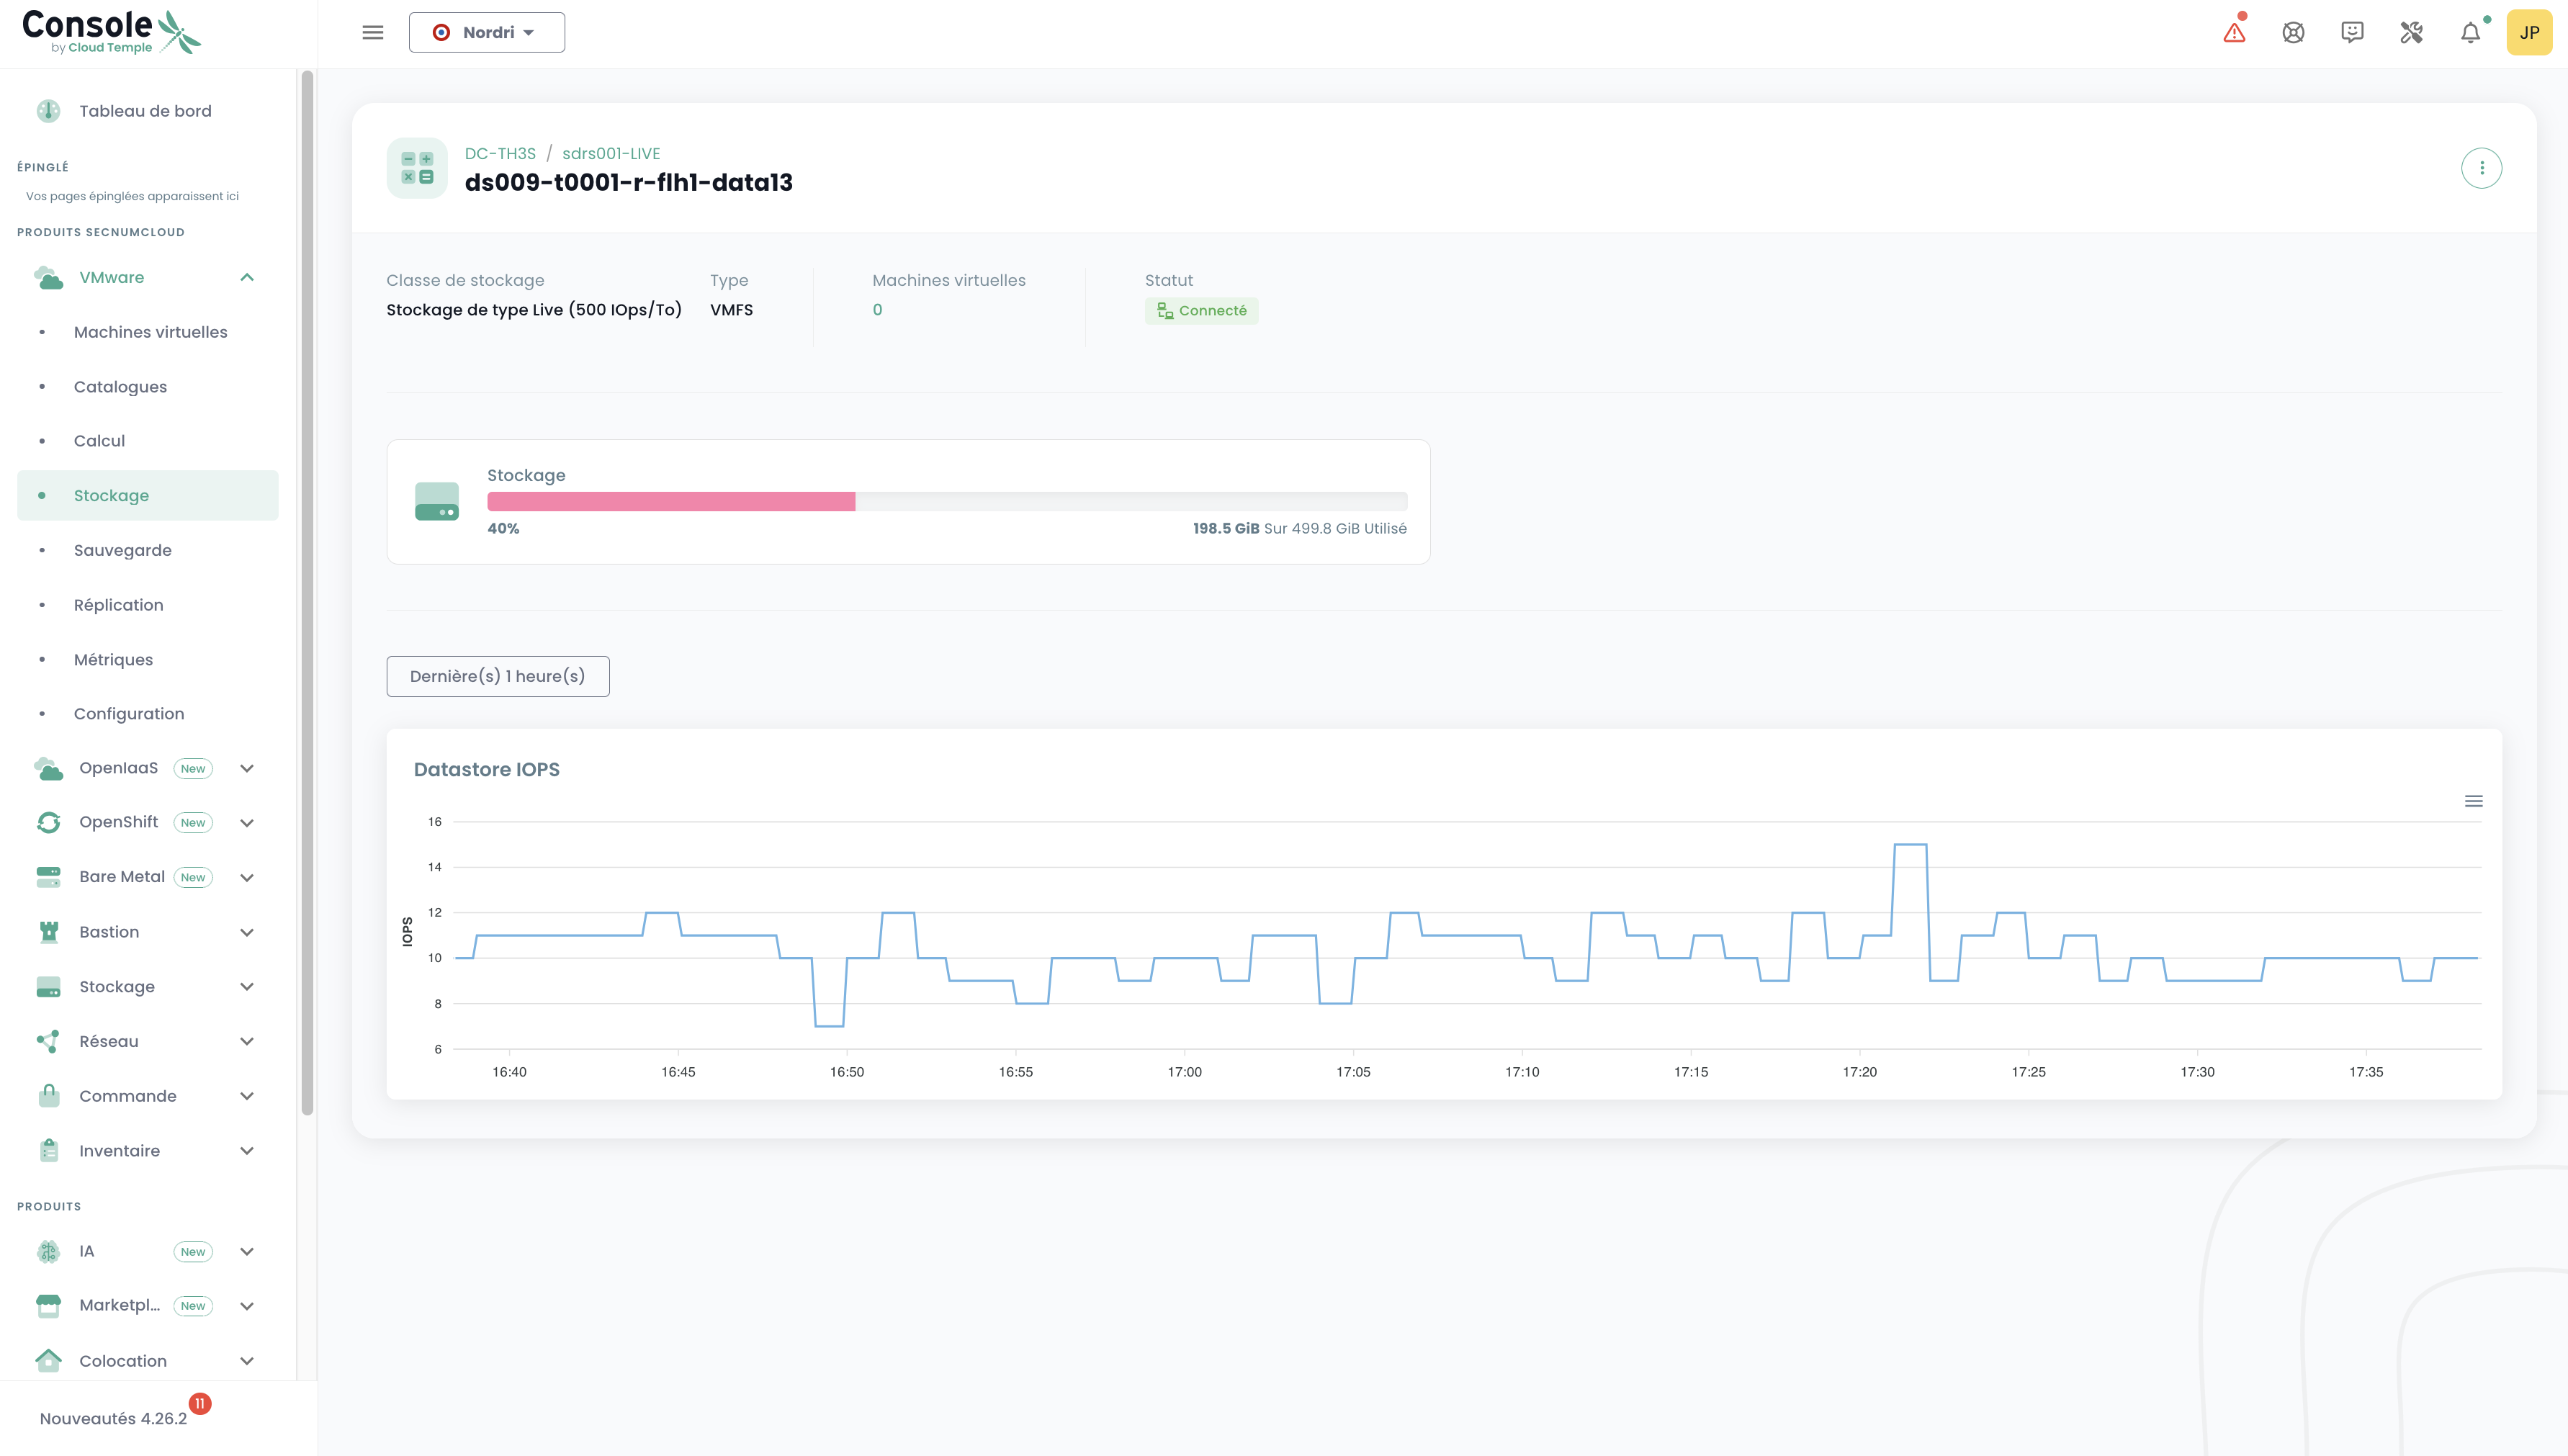 Console
by Cloud Temple
Nordri
JP
Tableau de bord
ÉPINGLÉ
Vos pages épinglées apparaissent ici
PRODUITS SECNUMCLOUD
VMware
Machines virtuelles
Catalogues
Calcul
Stockage
Sauvegarde
Réplication
Métriques
Configuration
OpenIaaS New
OpenShift New
Bare Metal New
Bastion
Stockage
Réseau
Commande
Inventaire
PRODUITS
IA New
Marketpl... New
Colocation
Nouveautés 4.26.2 11
DC-TH3S / sdrs001-LIVE
ds009-t0001-r-flh1-data13
Classe de stockage Type Machines virtuelles Statut
Stockage de type Live (500 IOps/To) VMFS 0 Connecté
Stockage
40% 198.5 GiB Sur 499.8 GiB Utilisé
Dernière(s) 1 heure(s)
Datastore IOPS
IOPS
16
14
12
10
8
6
16:40 16:45 16:50 16:55 17:00 17:05 17:10 17:15 17:20 17:25 17:30 17:35